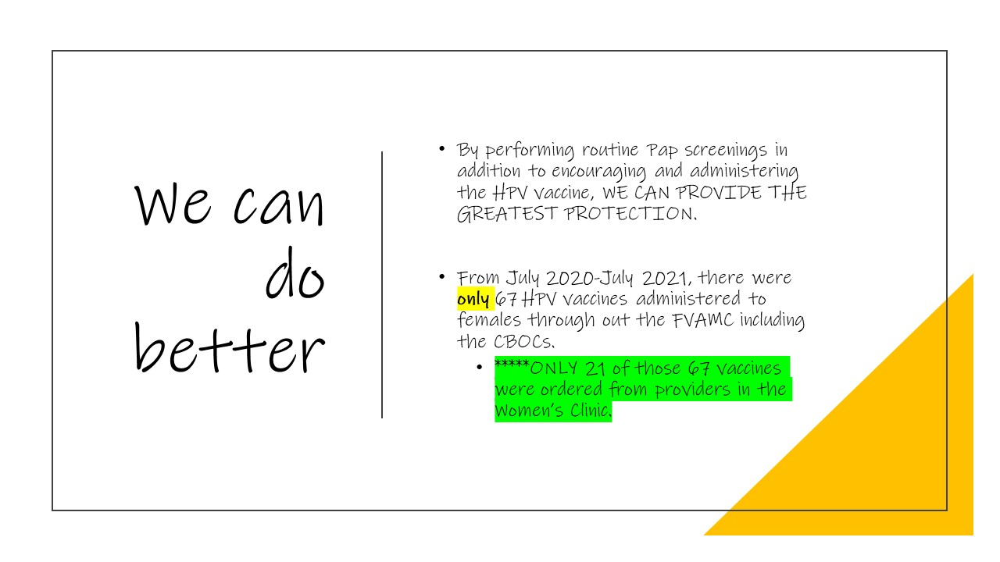 We can
do
better
• By performing routine Pap screenings in
addition to encouraging and administering
the HPV vaccine, WE CAN PROVIDE THE
GREATEST PROTECTION.
• From July 2020-July 2021, there were
only 67 HPV vaccines administered to
females through out the FVAMC including
the CBOCs.
• *****ONLY 21 of those 67 vaccines
were ordered from providers in the
Women's Clinic.